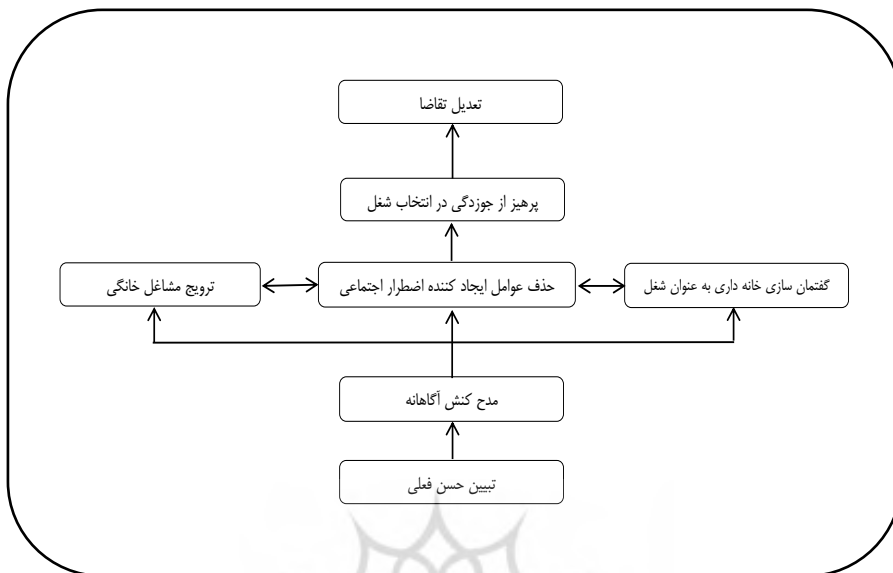 تعدیل تقاضا
پرهیز از جوزدگی در انتخاب شغل
گفتمان سازی خانه داری به عنوان شغل
حذف عوامل ایجاد کننده اضطرار اجتماعی
ترویج مشاغل خانگی
مدح کنش آگاهانه
تبیین حسن فعلی